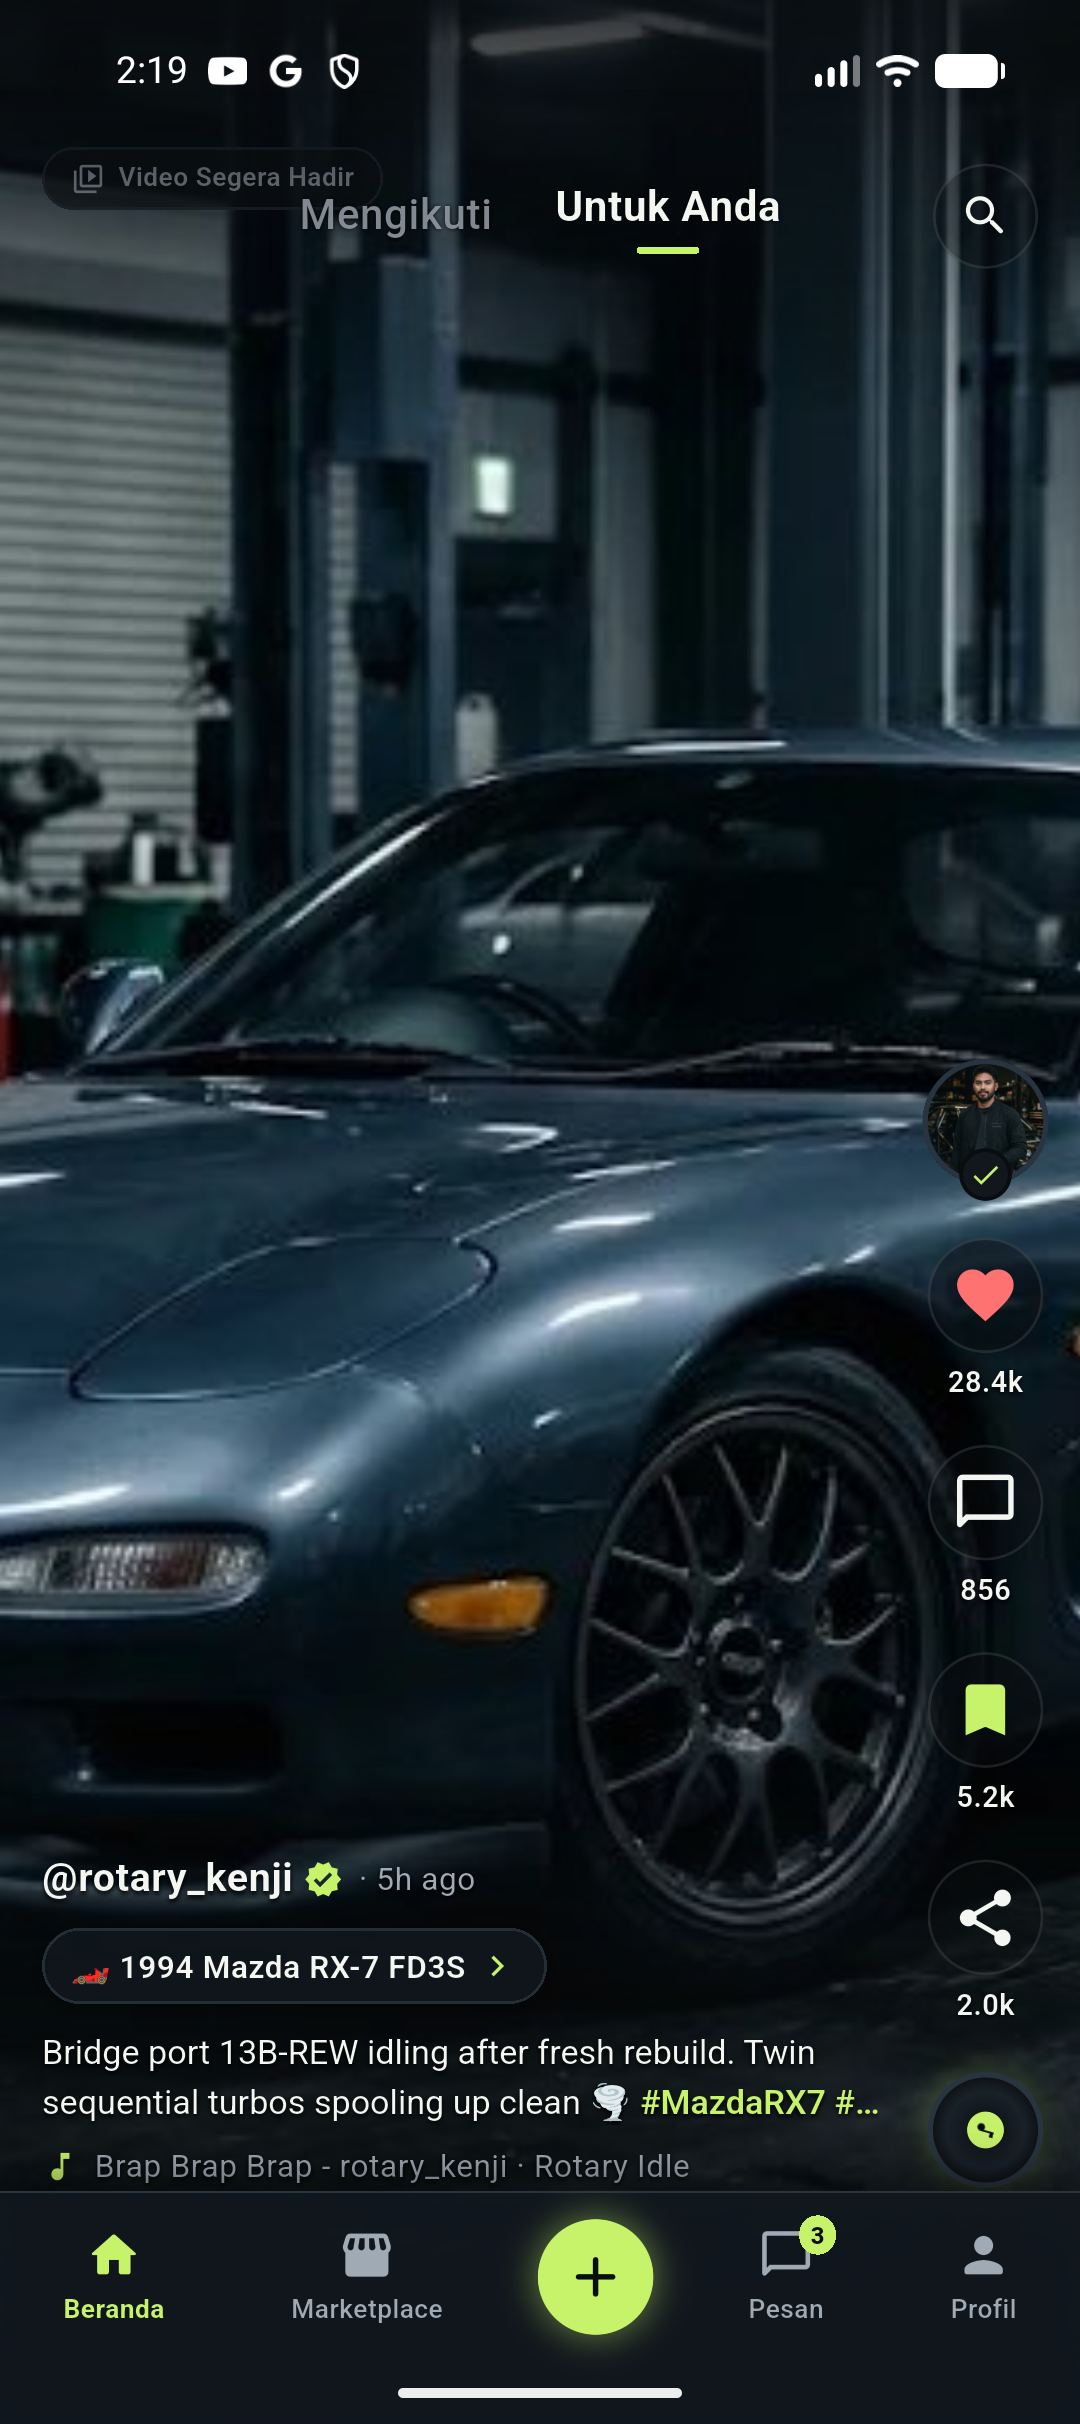 2:19
Video Segera Hadir
Mengikuti
Untuk Anda
28.4k
856
5.2k
2.0k
@rotary_kenji · 5h ago
🏎️ 1994 Mazda RX-7 FD3S
Bridge port 13B-REW idling after fresh rebuild. Twin
sequential turbos spooling up clean 🌪️ #MazdaRX7 #...
Brap Brap Brap - rotary_kenji · Rotary Idle
3
Beranda
Marketplace
Pesan
Profil